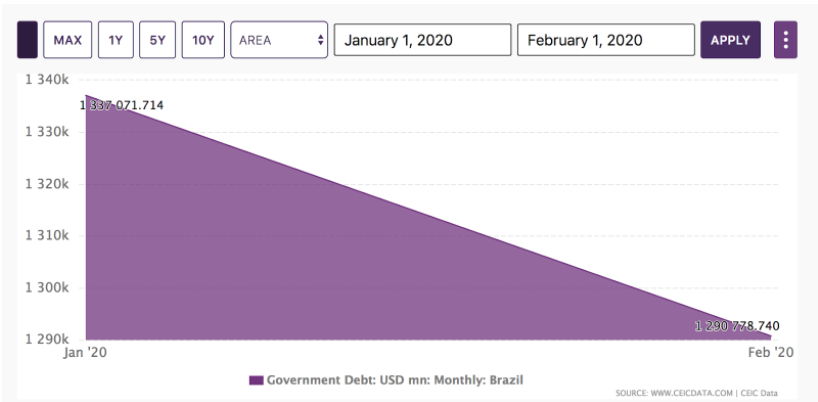 MAX 1Y 5Y 10Y AREA January 1, 2020 February 1, 2020 APPLY
1 340k
1 337 071.714
1 330k
1 320k
1 310k
1 300k
1 290 778.740
1 290k
Jan '20 Feb '20
Government Debt: USD mn: Monthly: Brazil
SOURCE: WWW.CEICDATA.COM | CEIC Data